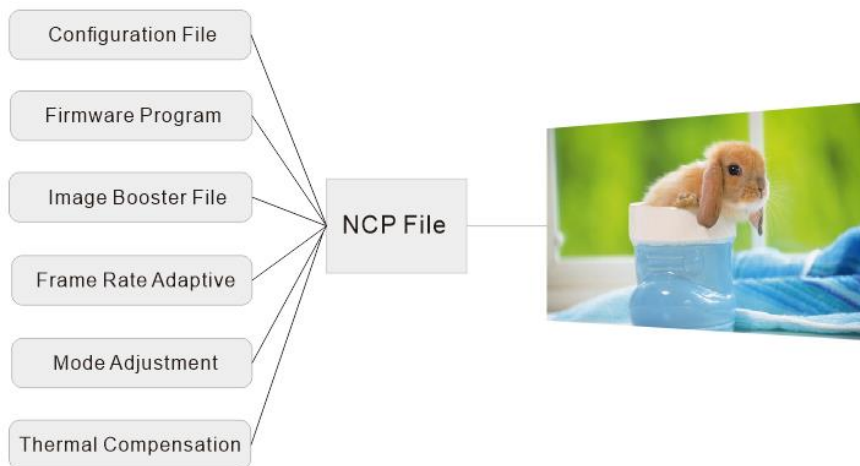 Configuration File
Firmware Program
Image Booster File
Frame Rate Adaptive
Mode Adjustment
Thermal Compensation
NCP File